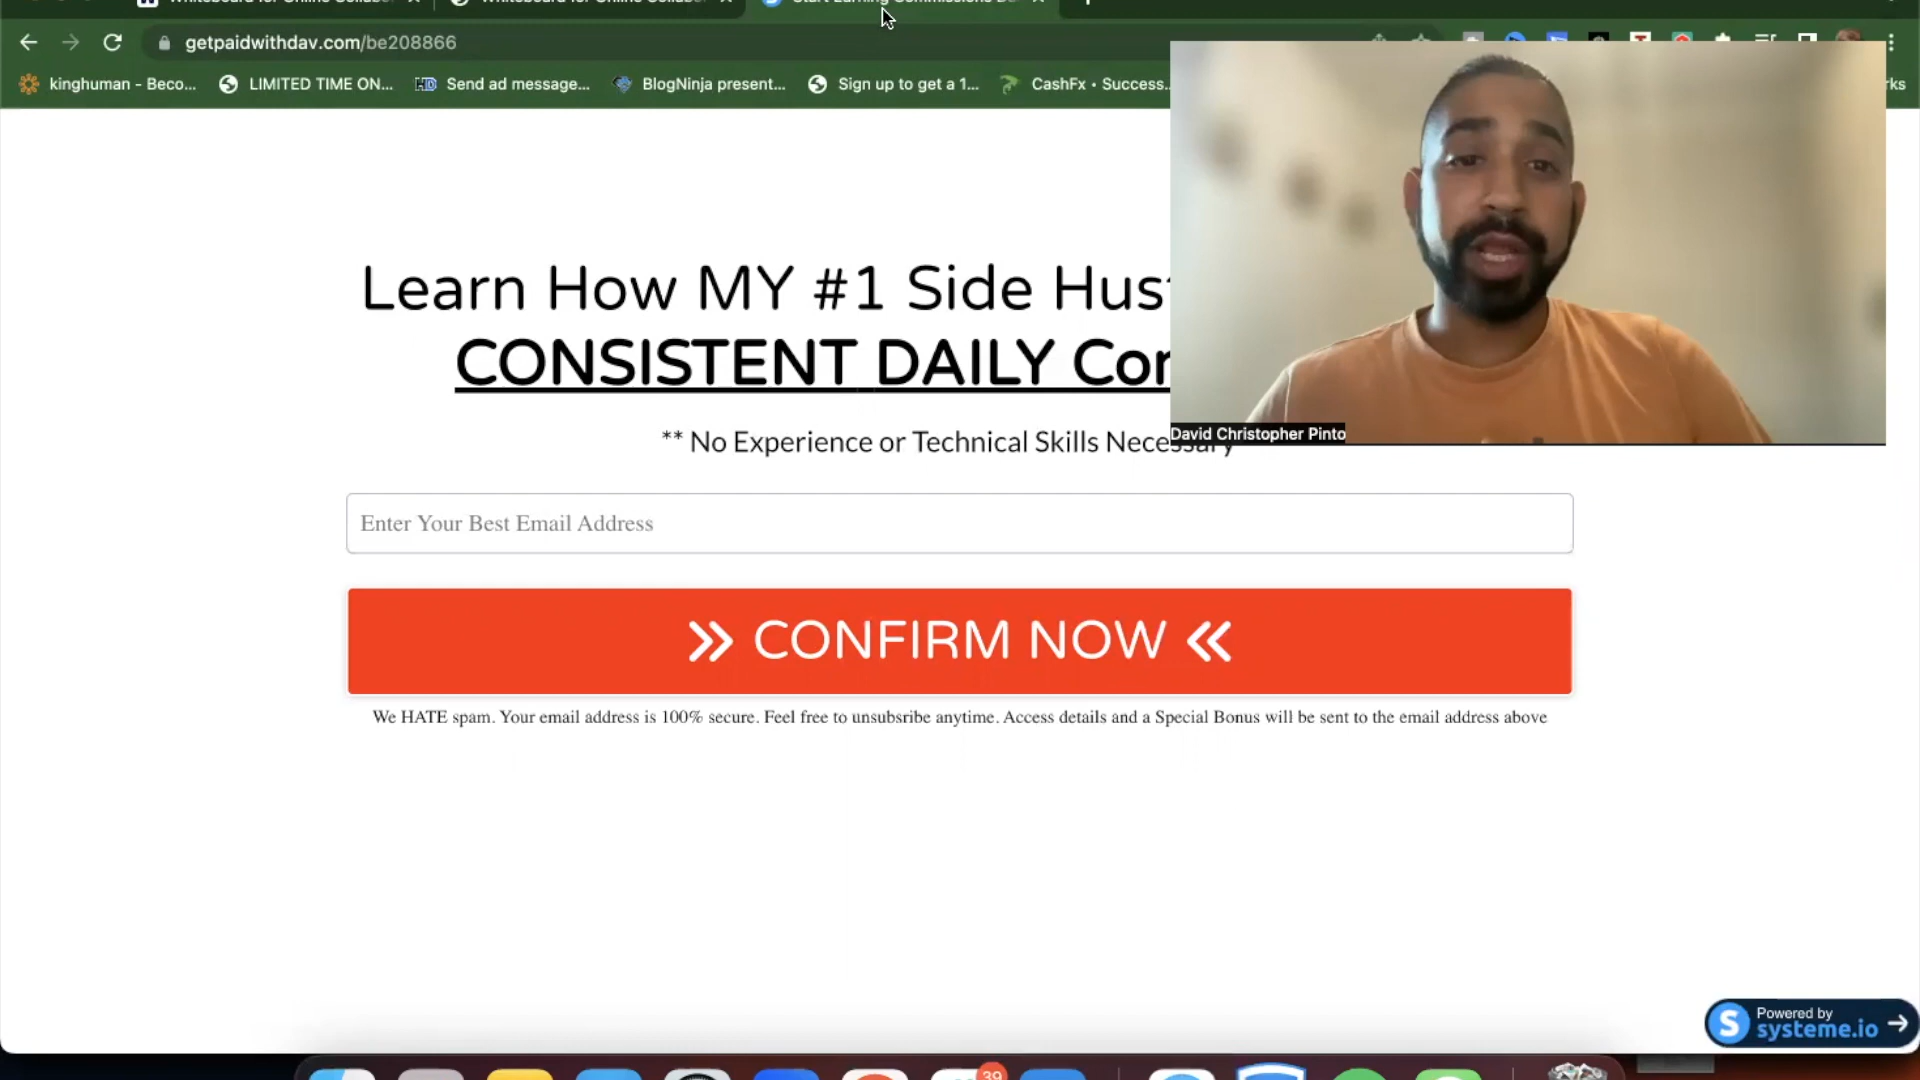 getpaidwithdav.com/be208866
kinghuman - Beco... LIMITED TIME ON... Send ad message... BlogNinja present... Sign up to get a 1... CashFx • Success...
Learn How MY #1 Side Hus
CONSISTENT DAILY Co
** No Experience or Technical Skills Necessary
David Christopher Pinto
Enter Your Best Email Address
>> CONFIRM NOW <<
We HATE spam. Your email address is 100% secure. Feel free to unsubsribe anytime. Access details and a Special Bonus will be sent to the email address above
Powered by
systeme.io
39